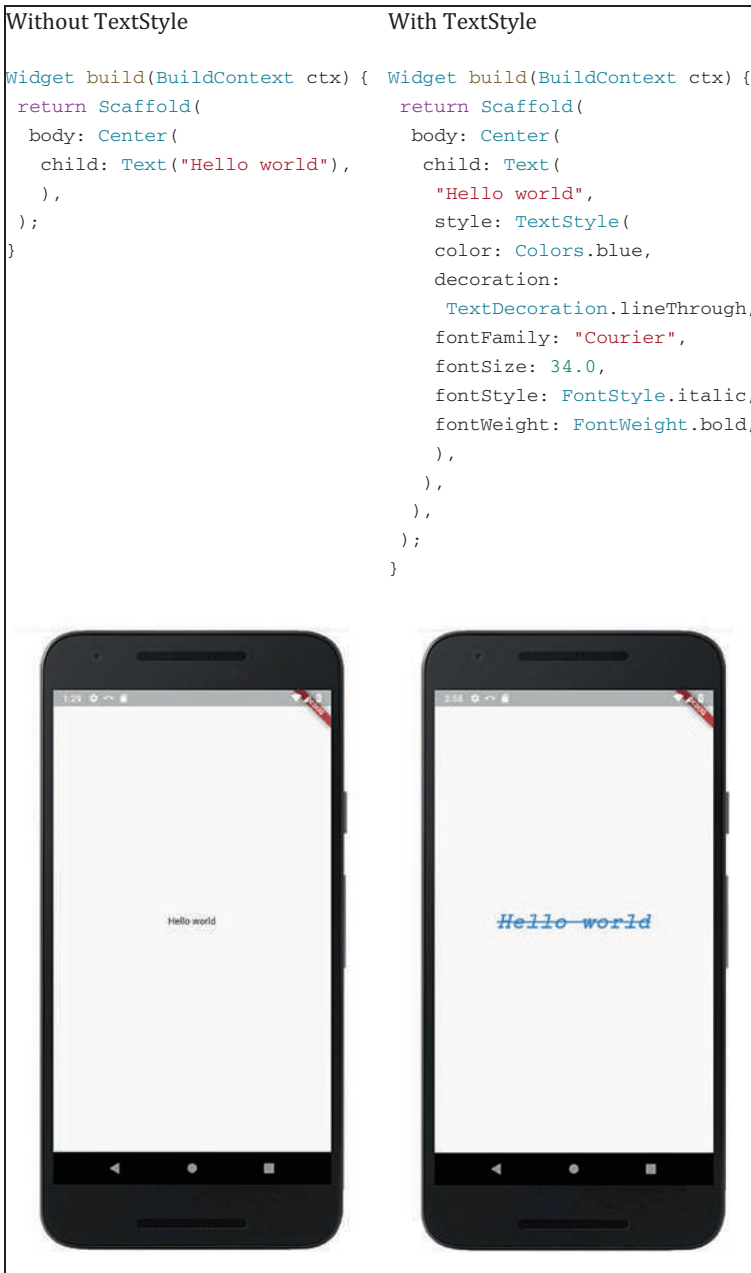 Without TextStyle
Widget build(BuildContext ctx) {
return Scaffold(
body: Center(
child: Text("Hello world"),
),
);
}
With TextStyle
Widget build(BuildContext ctx) {
return Scaffold(
body: Center(
child: Text(
"Hello world",
style: TextStyle(
color: Colors.blue,
decoration:
TextDecoration.lineThrough,
fontFamily: "Courier",
fontSize: 34.0,
fontStyle: FontStyle.italic,
fontWeight: FontWeight.bold,
),
),
),
);
}
1:29
Hello world
Hello world